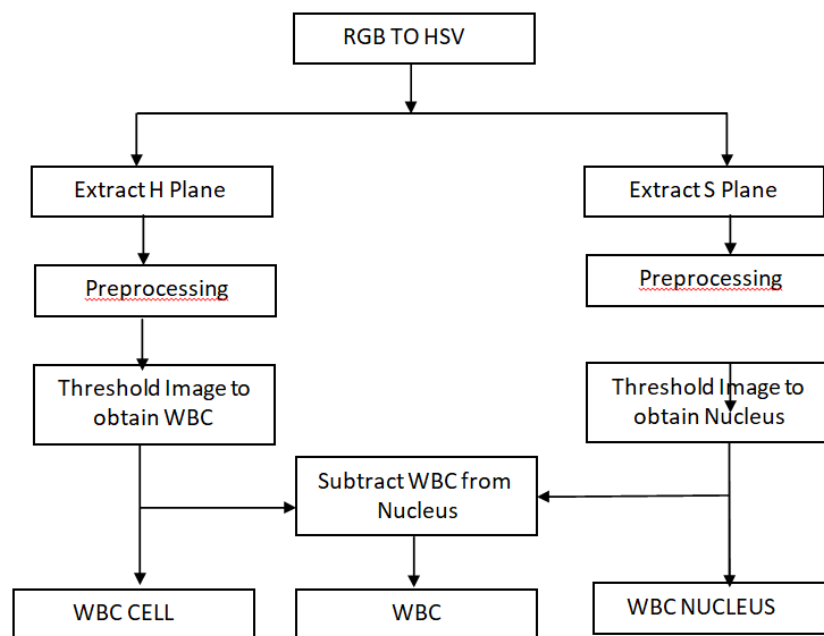 RGB TO HSV
Extract H Plane
Extract S Plane
Preprocessing
Preprocessing
Threshold Image to
obtain WBC
Threshold Image to
obtain Nucleus
Subtract WBC from
Nucleus
WBC CELL
WBC
WBC NUCLEUS